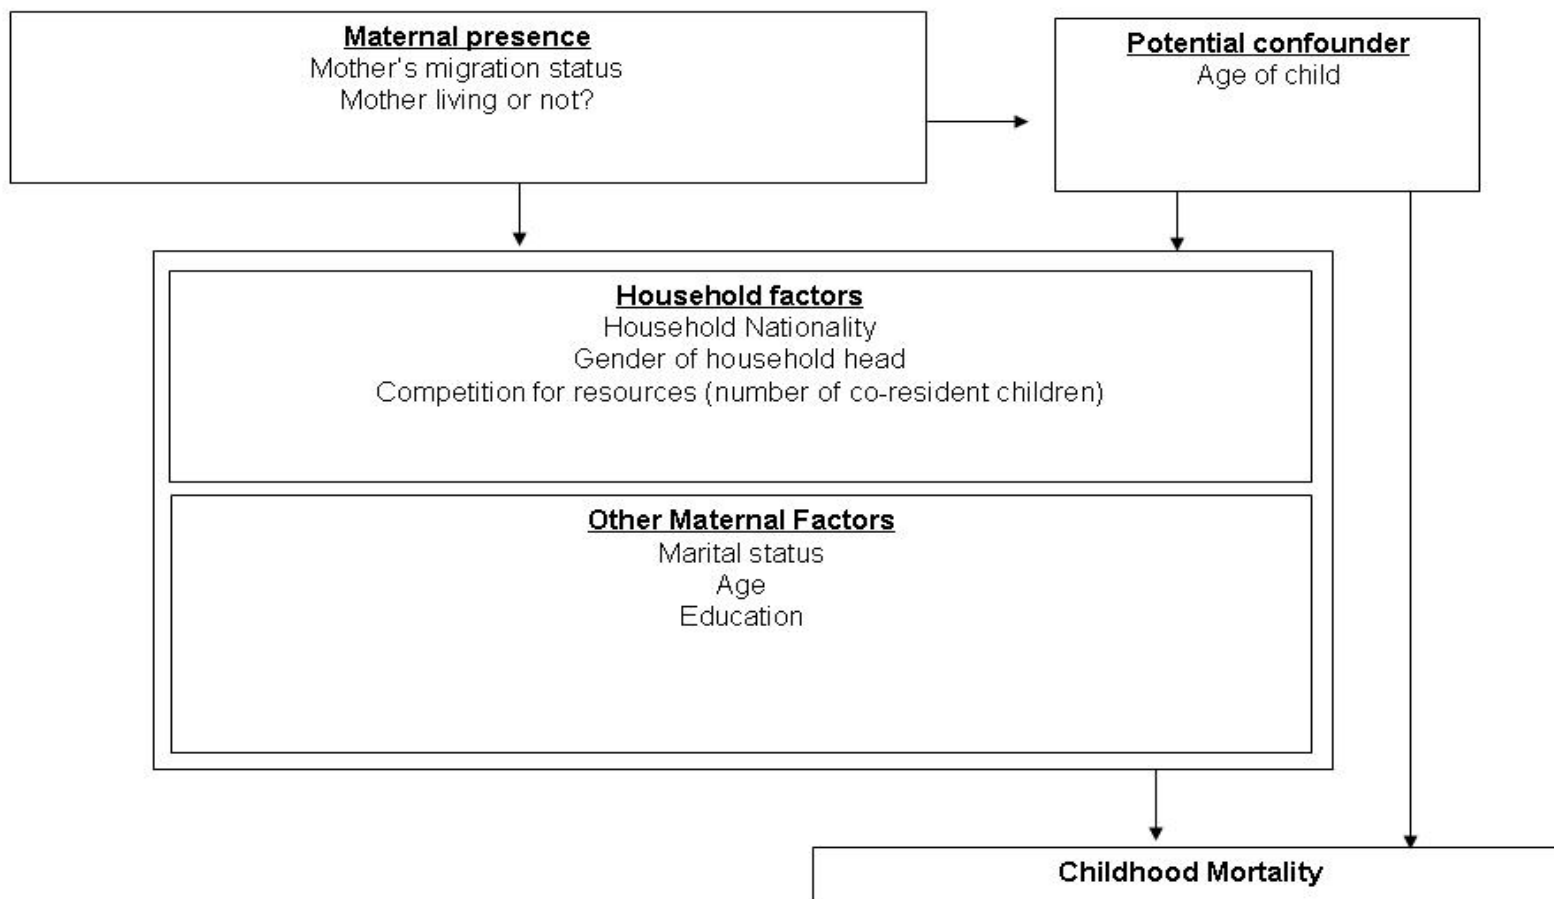 Maternal presence
Mother's migration status
Mother living or not?
Potential confounder
Age of child
Household factors
Household Nationality
Gender of household head
Competition for resources (number of co-resident children)
Other Maternal Factors
Marital status
Age
Education
Childhood Mortality